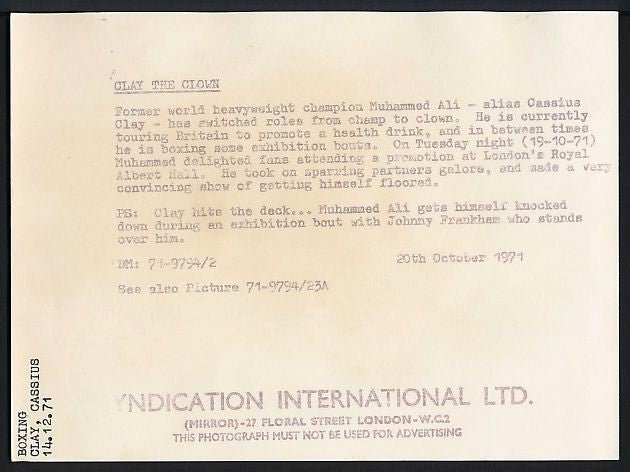 CLAY THE CLOWN
Former world heavyweight champion Muhammed Ali - alias Cassius
Clay - has switched roles from champ to clown. He is currently
touring Britain to promote a health drink, and in between times
he is boxing some exhibition bouts. On Tuesday night (19-10-71)
Muhammed delighted fans attending a promotion at London's Royal
Albert Hall. He took on sparring partners galore, and made a very
convincing show of getting himself floored.
PS: Clay hits the deck... Muhammed Ali gets himself knocked
down during an exhibition bout with Johnny Frankham who stands
over him.
DM: 71-9794/2
20th October 1971
See also Picture 71-9794/23A
YNDICATION INTERNATIONAL LTD.
(MIRROR)-27 FLORAL STREET LONDON-W.C.2
THIS PHOTOGRAPH MUST NOT BE USED FOR ADVERTISING
BOXING
CLAY, CASSIUS
14.12.71